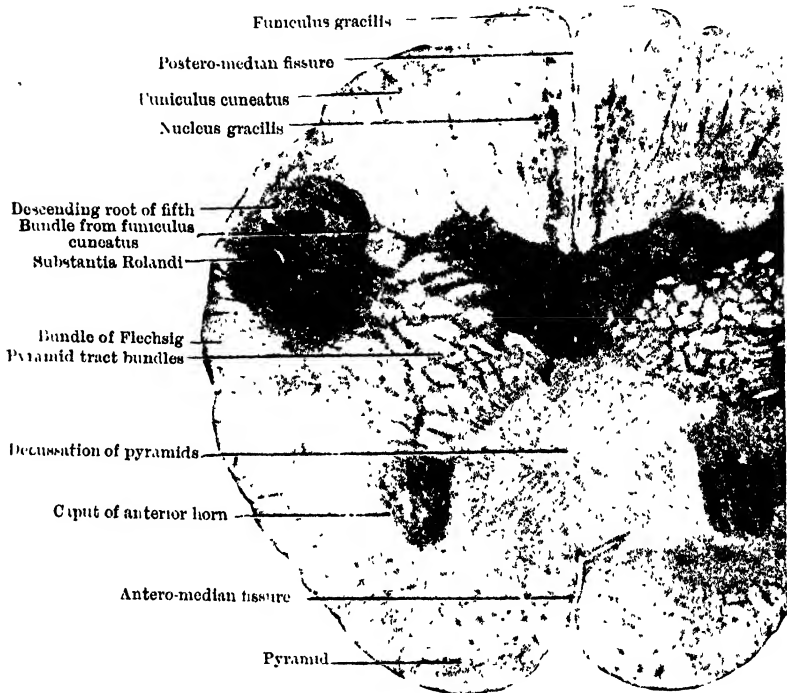 Funiculus gracilis
Postero-median fissure
Funiculus cuneatus
Nucleus gracilis
Descending root of fifth
Bundle from funiculus
cuneatus
Substantia Rolandi
Bundle of Flechsig
Pyramid tract bundles
Decussation of pyramids
Caput of anterior horn
Antero-median fissure
Pyramid